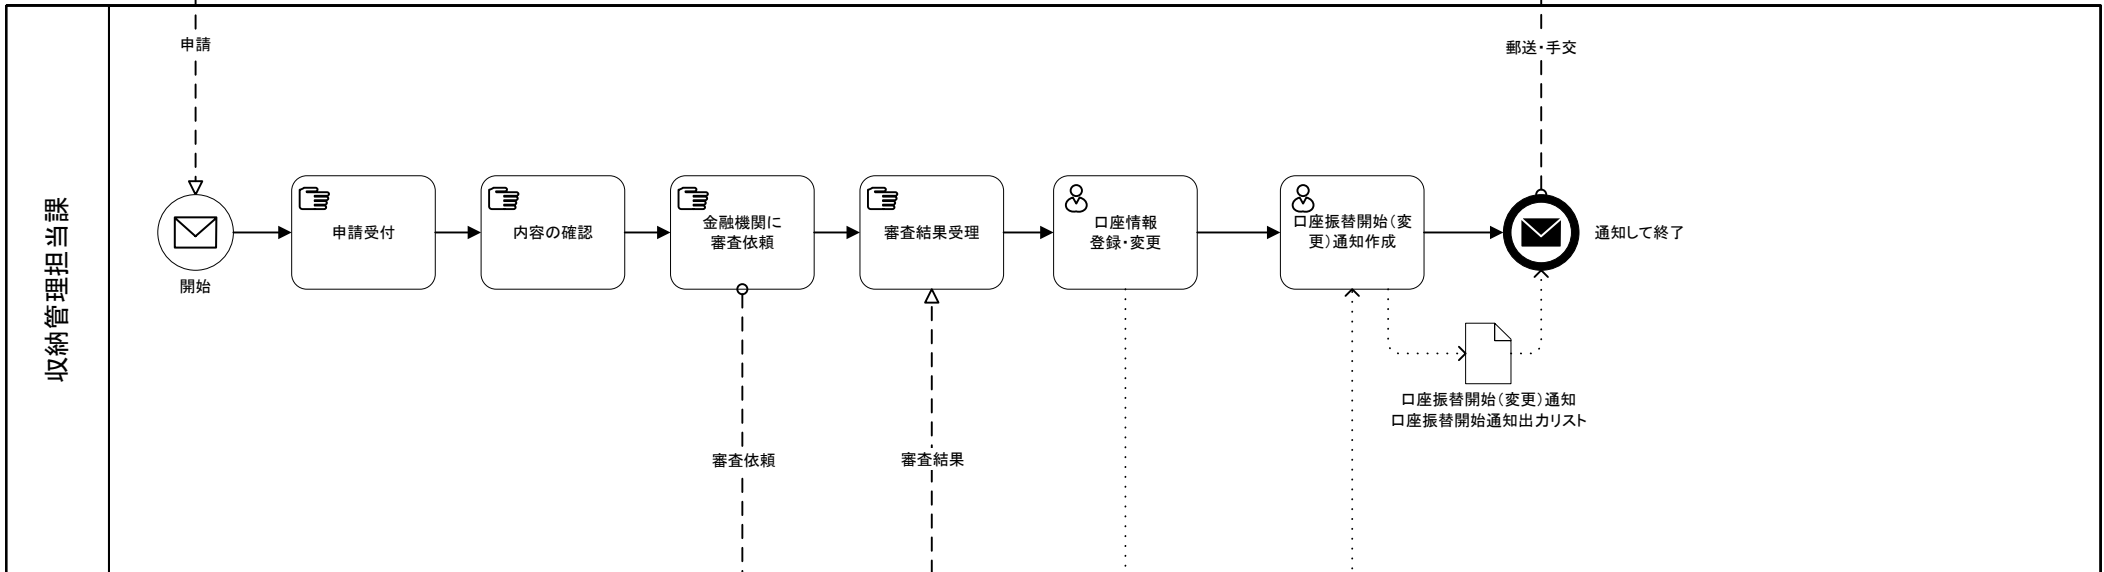 申請
郵送・手交
収納管理担当課
開始
申請受付
内容の確認
金融機関に
審査依頼
審査結果受理
口座情報
登録・変更
口座振替開始（変
更）通知作成
通知して終了
口座振替開始（変更）通知
口座振替開始通知出力リスト
審査依頼
審査結果